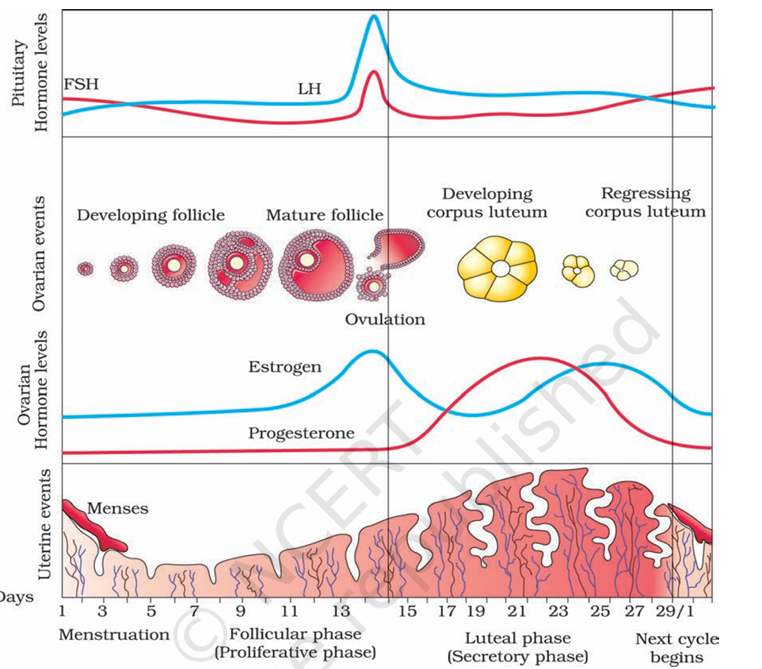 Pituitary
Hormone levels
FSH
LH
Ovarian events
Developing follicle
Mature follicle
Developing
corpus luteum
Regressing
corpus luteum
Ovulation
Ovarian
Hormone levels
Estrogen
Progesterone
Uterine events
Menses
Days
1 3 5 7 9 11 13 15 17 19 21 23 25 27 29/1
Menstruation
Follicular phase
(Proliferative phase)
Luteal phase
(Secretory phase)
Next cycle
begins
© NCERT
republished